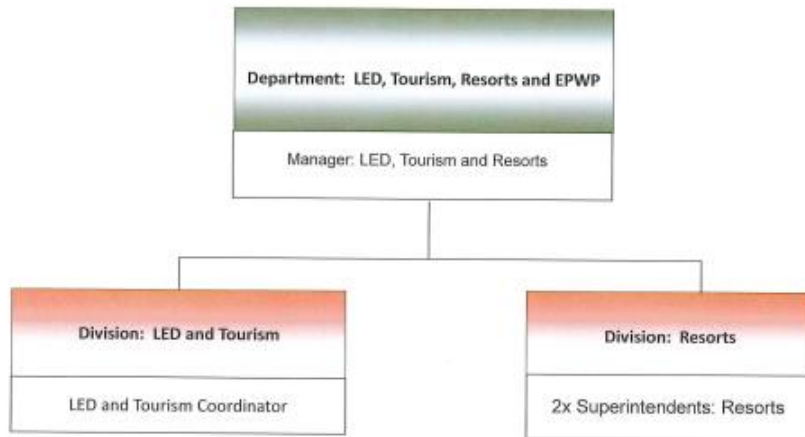 Department: LED, Tourism, Resorts and EPWP
Manager: LED, Tourism and Resorts
Division: LED and Tourism
LED and Tourism Coordinator
Division: Resorts
2x Superintendents: Resorts